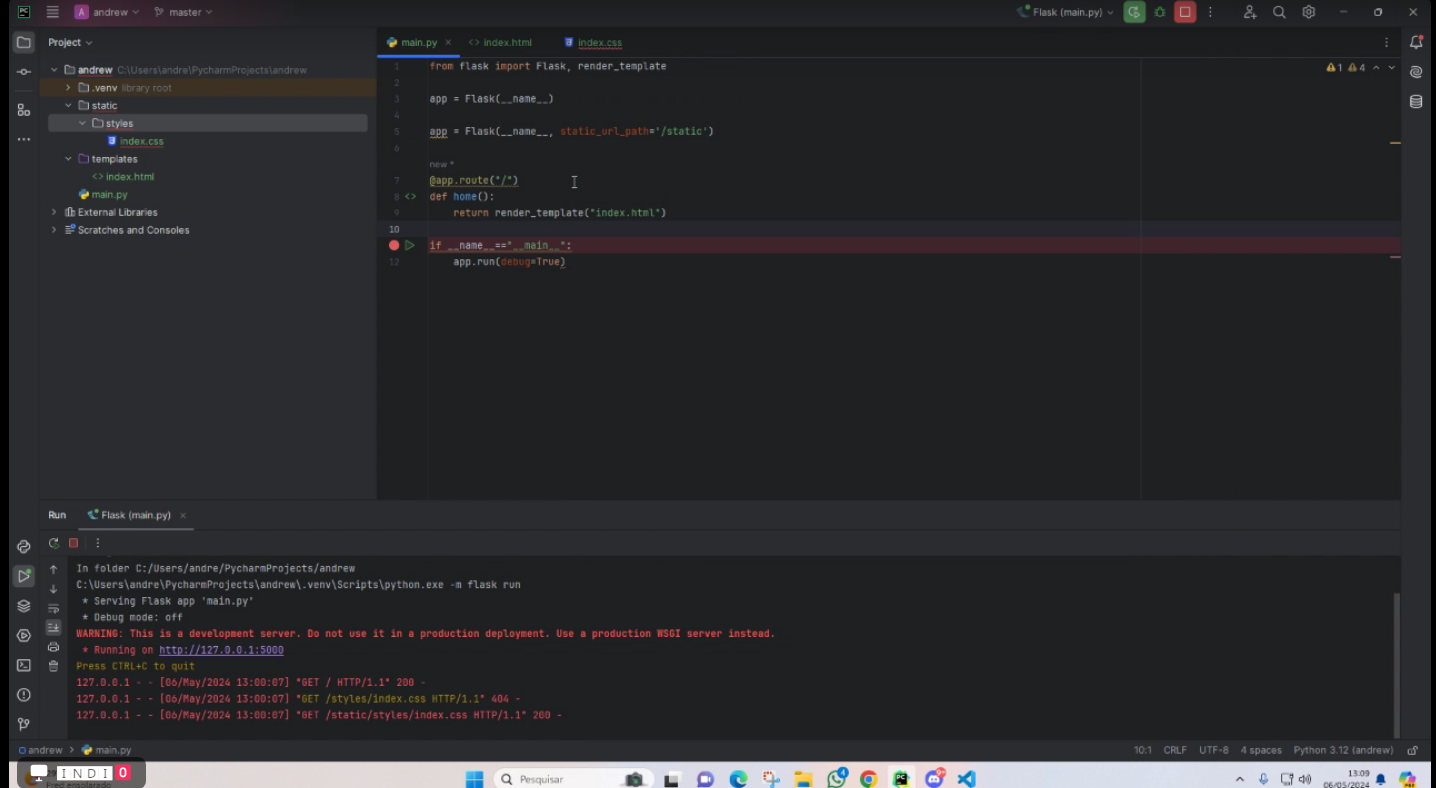 PC A andrew master Flask (main.py)
Project
main.py index.html index.css
andrew C:\Users\andre\PycharmProjects\andrew
.venv library root
static
styles
index.css
templates
index.html
main.py
External Libraries
Scratches and Consoles
1 from flask import Flask, render_template
2
3 app = Flask(__name__)
4
5 app = Flask(__name__, static_url_path='/static')
6
new *
7 @app.route("/")
8 def home():
9 return render_template("index.html")
10
if __name__=="__main__":
12 app.run(debug=True)
1 4
Run Flask (main.py)
In folder C:/Users/andre/PycharmProjects/andrew
C:\Users\andre\PycharmProjects\andrew\.venv\Scripts\python.exe -m flask run
* Serving Flask app 'main.py'
* Debug mode: off
WARNING: This is a development server. Do not use it in a production deployment. Use a production WSGI server instead.
* Running on http://127.0.0.1:5000
Press CTRL+C to quit
127.0.0.1 - - [06/May/2024 13:00:07] "GET / HTTP/1.1" 200 -
127.0.0.1 - - [06/May/2024 13:00:07] "GET /styles/index.css HTTP/1.1" 404 -
127.0.0.1 - - [06/May/2024 13:00:07] "GET /static/styles/index.css HTTP/1.1" 200 -
andrew > main.py 10:1 CRLF UTF-8 4 spaces Python 3.12 (andrew)
INDI 0
Pesquisar
13:09
06/05/2024